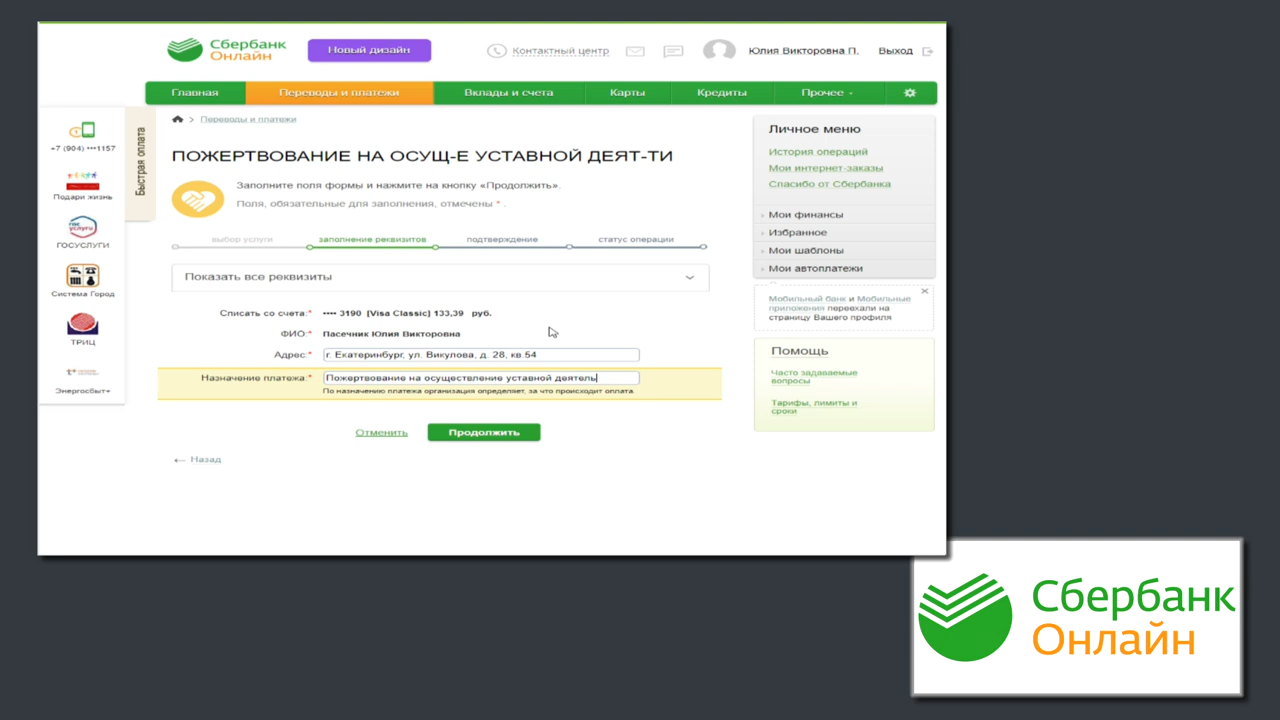 Сбербанк
Онлайн
Новый дизайн
Контактный центр
Юлия Викторовна П.
Выход
Главная
Переводы и платежи
Вклады и счета
Карты
Кредиты
Прочее
+7 (904) •••1157
Подари жизнь
госуслуги
ГОСУСЛУГИ
Система Город
ТРИЦ
Энергосбыт+
Быстрая оплата
> Переводы и платежи
ПОЖЕРТВОВАНИЕ НА ОСУЩ-Е УСТАВНОЙ ДЕЯТ-ТИ
Заполните поля формы и нажмите на кнопку «Продолжить».
Поля, обязательные для заполнения, отмечены * .
выбор услуги
заполнение реквизитов
подтверждение
статус операции
Показать все реквизиты
Списать со счета:* •••• 3190 [Visa Classic] 133,39 руб.
ФИО:* Пасечник Юлия Викторовна
Адрес:* г. Екатеринбург, ул. Викулова, д. 28, кв.54
Назначение платежа:* Пожертвование на осуществление уставной деятель
По назначению платежа организация определяет, за что происходит оплата.
Отменить
Продолжить
← Назад
Личное меню
История операций
Мои интернет-заказы
Спасибо от Сбербанка
Мои финансы
Избранное
Мои шаблоны
Мои автоплатежи
Мобильный банк и Мобильные
приложения переехали на
страницу Вашего профиля
Помощь
Часто задаваемые
вопросы
Тарифы, лимиты и
сроки
Сбербанк
Онлайн